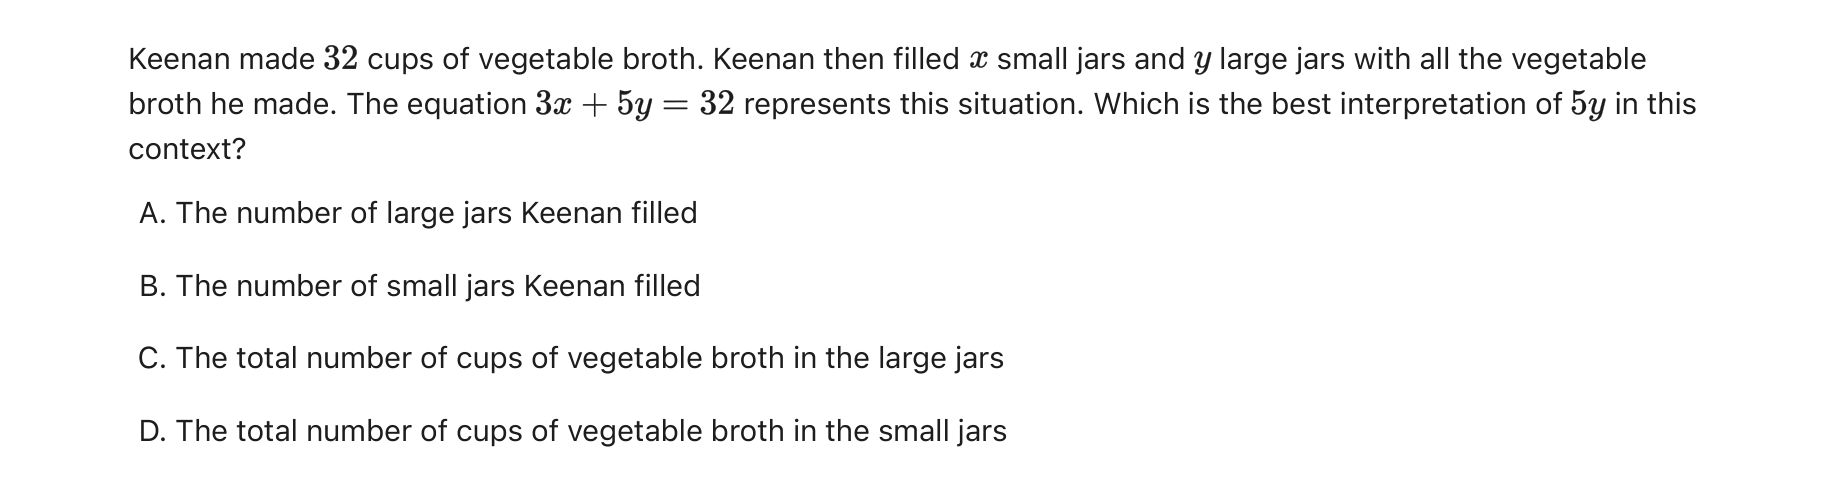 Keenan made 32 cups of vegetable broth. Keenan then filled x small jars and y large jars with all the vegetable
broth he made. The equation 3x + 5y = 32 represents this situation. Which is the best interpretation of 5y in this
context?
A. The number of large jars Keenan filled
B. The number of small jars Keenan filled
C. The total number of cups of vegetable broth in the large jars
D. The total number of cups of vegetable broth in the small jars